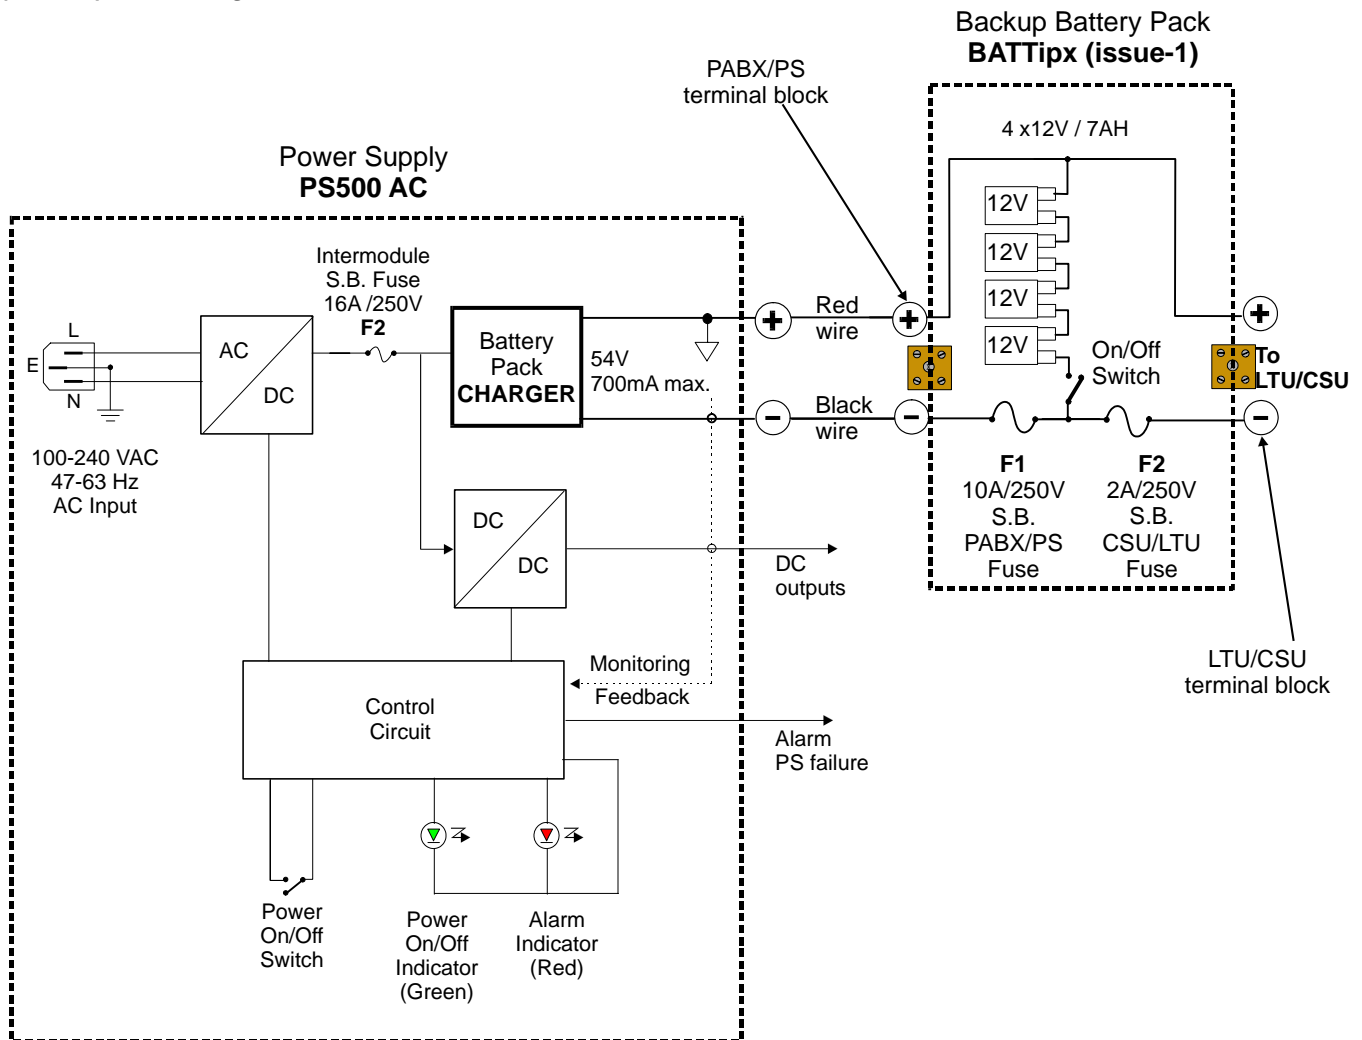 Backup Battery Pack
BATTipx (issue-1)
PABX/PS
terminal block
4 x12V / 7AH
Power Supply
PS500 AC
12V
12V
12V
12V
Intermodule
S.B. Fuse
16A /250V
F2
L
E
N
AC
DC
Battery
Pack
CHARGER
54V
700mA max.
+
Red
wire
+
+
On/Off
Switch
To
LTU/CSU
-
Black
wire
-
-
100-240 VAC
47-63 Hz
AC Input
F1
10A/250V
S.B.
PABX/PS
Fuse
F2
2A/250V
S.B.
CSU/LTU
Fuse
DC
DC
DC
outputs
Monitoring
Feedback
Control
Circuit
Alarm
PS failure
LTU/CSU
terminal block
Power
On/Off
Switch
Power
On/Off
Indicator
(Green)
Alarm
Indicator
(Red)